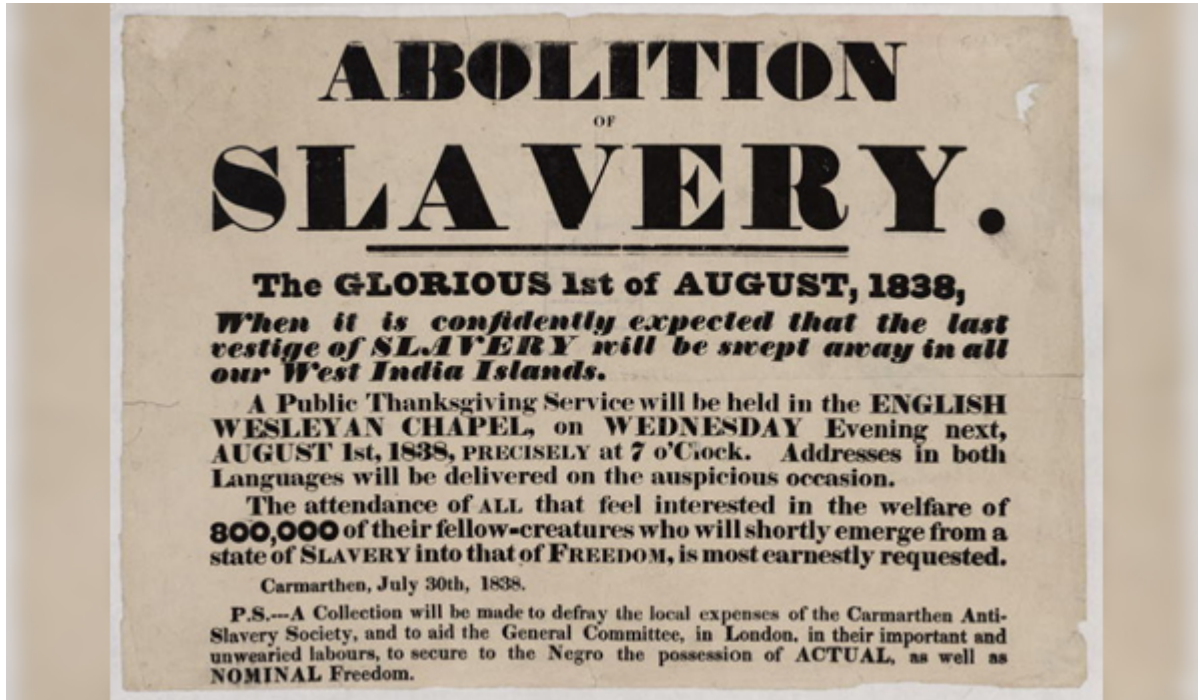 ABOLITION
OF
SLAVERY.
The GLORIOUS 1st of AUGUST, 1838,
When it is confidently expected that the last
vestige of SLAVERY will be swept away in all
our West India Islands.
A Public Thanksgiving Service will be held in the ENGLISH
WESLEYAN CHAPEL, on WEDNESDAY Evening next,
AUGUST 1st, 1838, PRECISELY at 7 o'Clock. Addresses in both
Languages will be delivered on the auspicious occasion.
The attendance of ALL that feel interested in the welfare of
800,000 of their fellow-creatures who will shortly emerge from a
state of SLAVERY into that of FREEDOM, is most earnestly requested.
Carmarthen, July 30th, 1838.
P.S.---A Collection will be made to defray the local expenses of the Carmarthen Anti-
Slavery Society, and to aid the General Committee, in London, in their important and
unwearied labours, to secure to the Negro the possession of ACTUAL, as well as
NOMINAL Freedom.